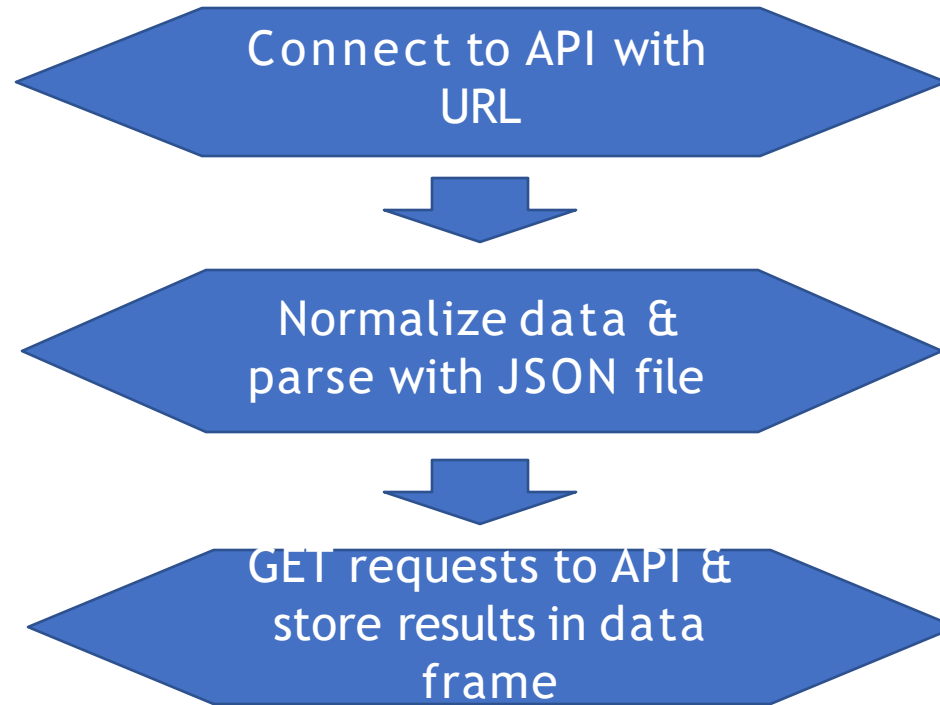 Connect to API with
URL
Normalize data &
parse with JSON file
GET requests to API &
store results in data
frame